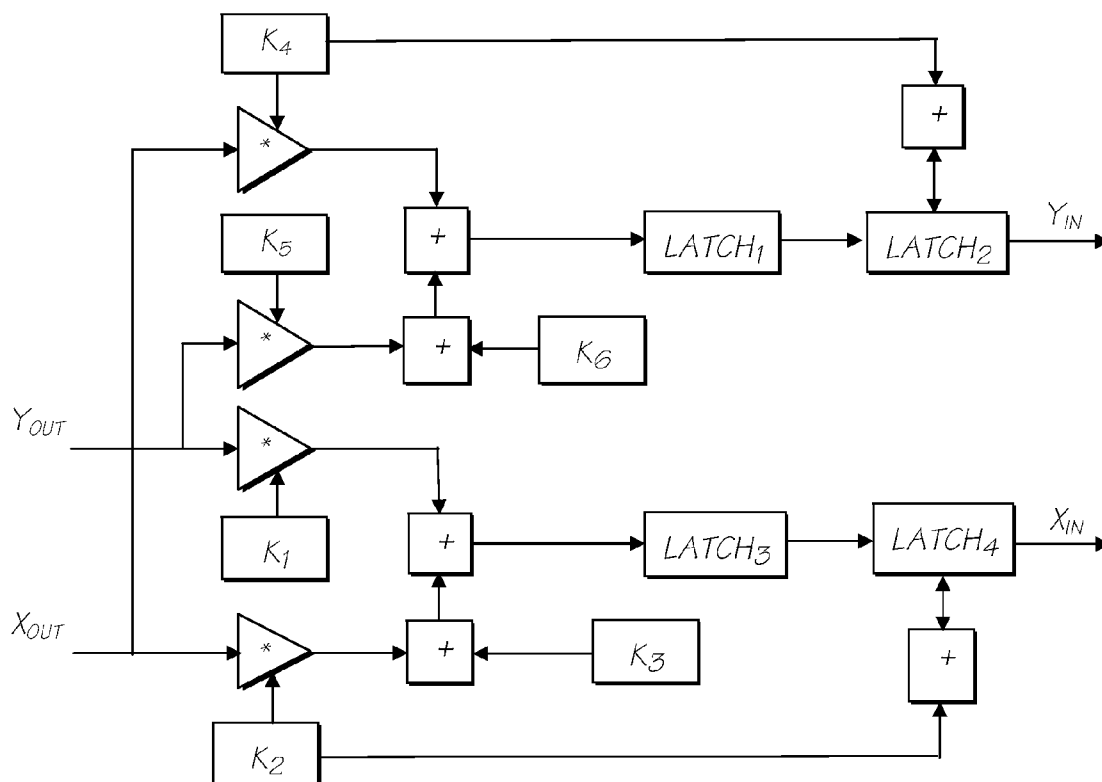 K4
+
*
K5
+
LATCH1
LATCH2
YIN
*
+
K6
YOUT
*
K1
+
LATCH3
LATCH4
XIN
XOUT
*
+
K3
+
K2